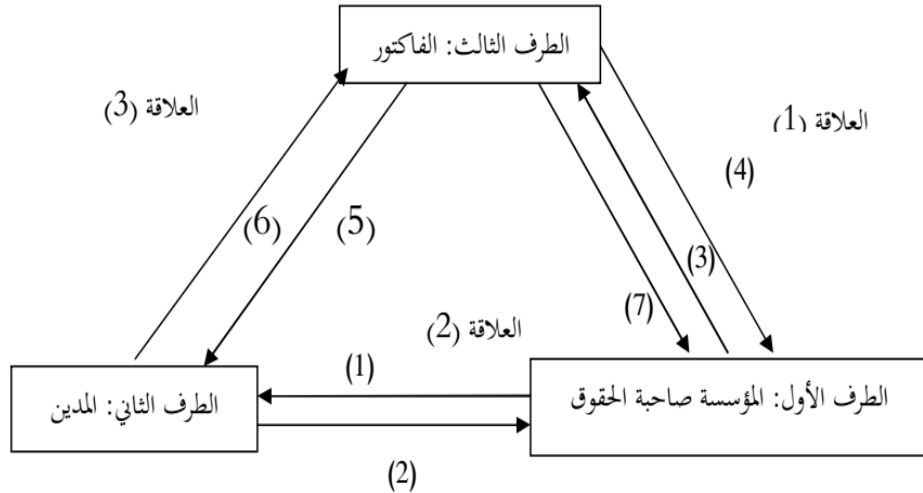 الطرف الثالث: الفاكتور
العلاقة (3)
العلاقة (1)
(4)
(6)
(5)
(3)
(7)
العلاقة (2)
(1)
الطرف الثاني: المدين
الطرف الأول: المؤسسة صاحبة الحقوق
(2)